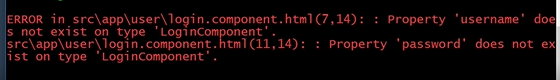 ERROR in src\app\user\login.component.html(7,14): : Property 'username' doe
s not exist on type 'LoginComponent'.
src\app\user\login.component.html(11,14): : Property 'password' does not ex
ist on type 'LoginComponent'.